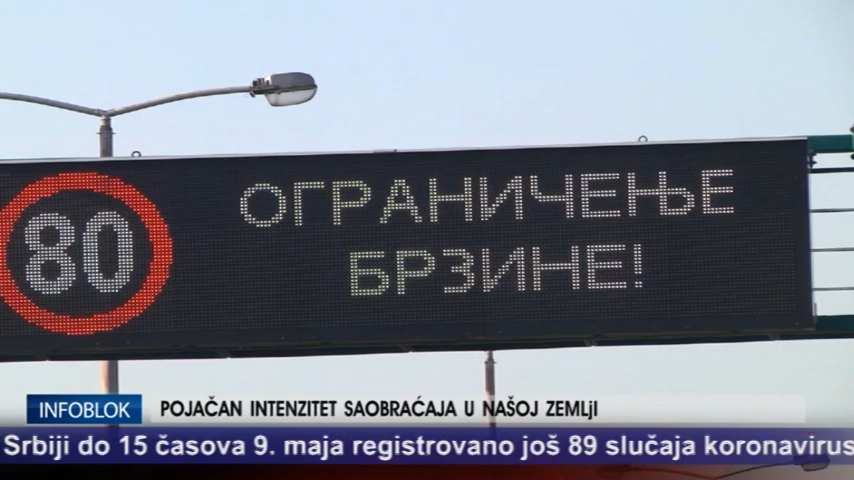 80
ОГРАНИЧЕЊЕ
БРЗИНЕ!
INFOBLOK
POJAČAN INTENZITET SAOBRAĆAJA U NAŠOJ ZEMLjI
Srbiji do 15 časova 9. maja registrovano još 89 slučaja koronavirus